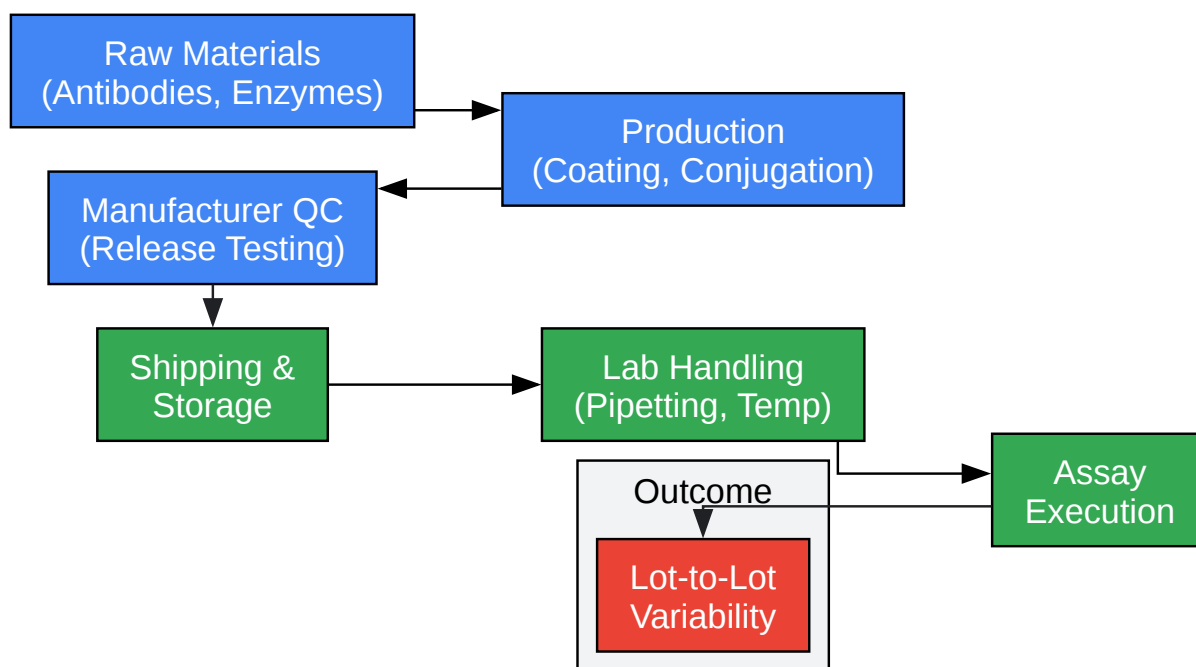 Raw Materials
(Antibodies, Enzymes)
Production
(Coating, Conjugation)
Manufacturer QC
(Release Testing)
Shipping &
Storage
Lab Handling
(Pipetting, Temp)
Assay
Execution
Outcome
Lot-to-Lot
Variability